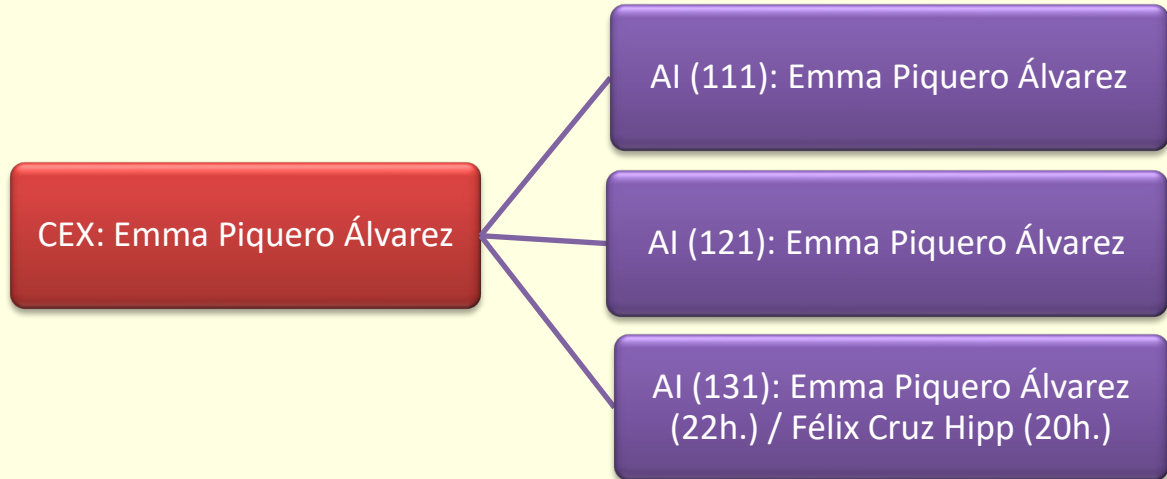 CEX: Emma Piquero Álvarez
AI (111): Emma Piquero Álvarez
AI (121): Emma Piquero Álvarez
AI (131): Emma Piquero Álvarez
(22h.) / Félix Cruz Hipp (20h.)